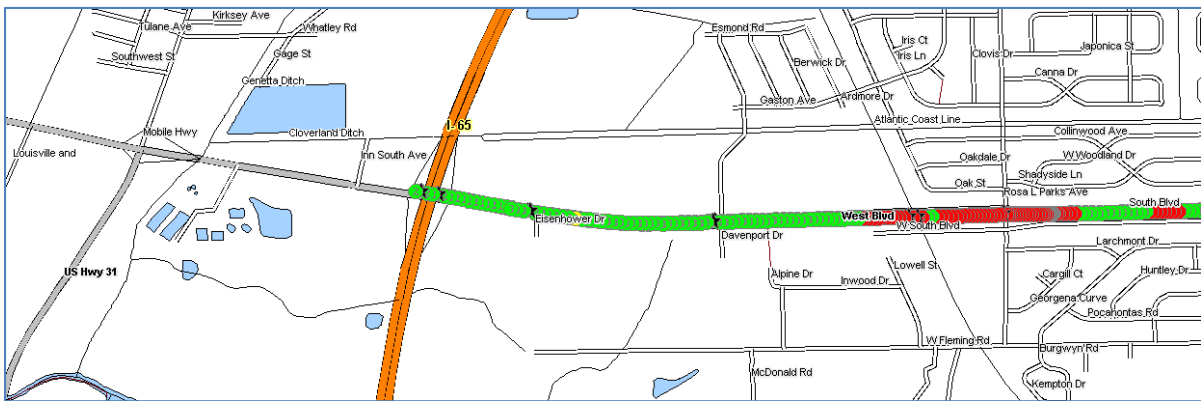 Kirksey Ave
Tulane Ave
Whatley Rd
Southwest St
Gage St
Genetta Ditch
Mobile Hwy
Cloverland Ditch
Louisville and
Inn South Ave
I-65
US Hwy 31
Esmond Rd
Berwick Dr
Gaston Ave
Ardmore Dr
Iris Ct
Iris Ln
Clovis Dr
Japonica St
Canna Dr
Atlantic Coast Line
Collinwood Ave
Oakdale Dr
W Woodland Dr
Shadyside Ln
Oak St
Rosa L Parks Ave
South Blvd
West Blvd
W South Blvd
Eisenhower Dr
Davenport Dr
Alpine Dr
Inwood Dr
Lowell St
Larchmont Dr
Cargill Ct
Huntley Dr
Georgena Curve
Pocahontas Rd
W Fleming Rd
Burgwyn Rd
McDonald Rd
Kempton Dr